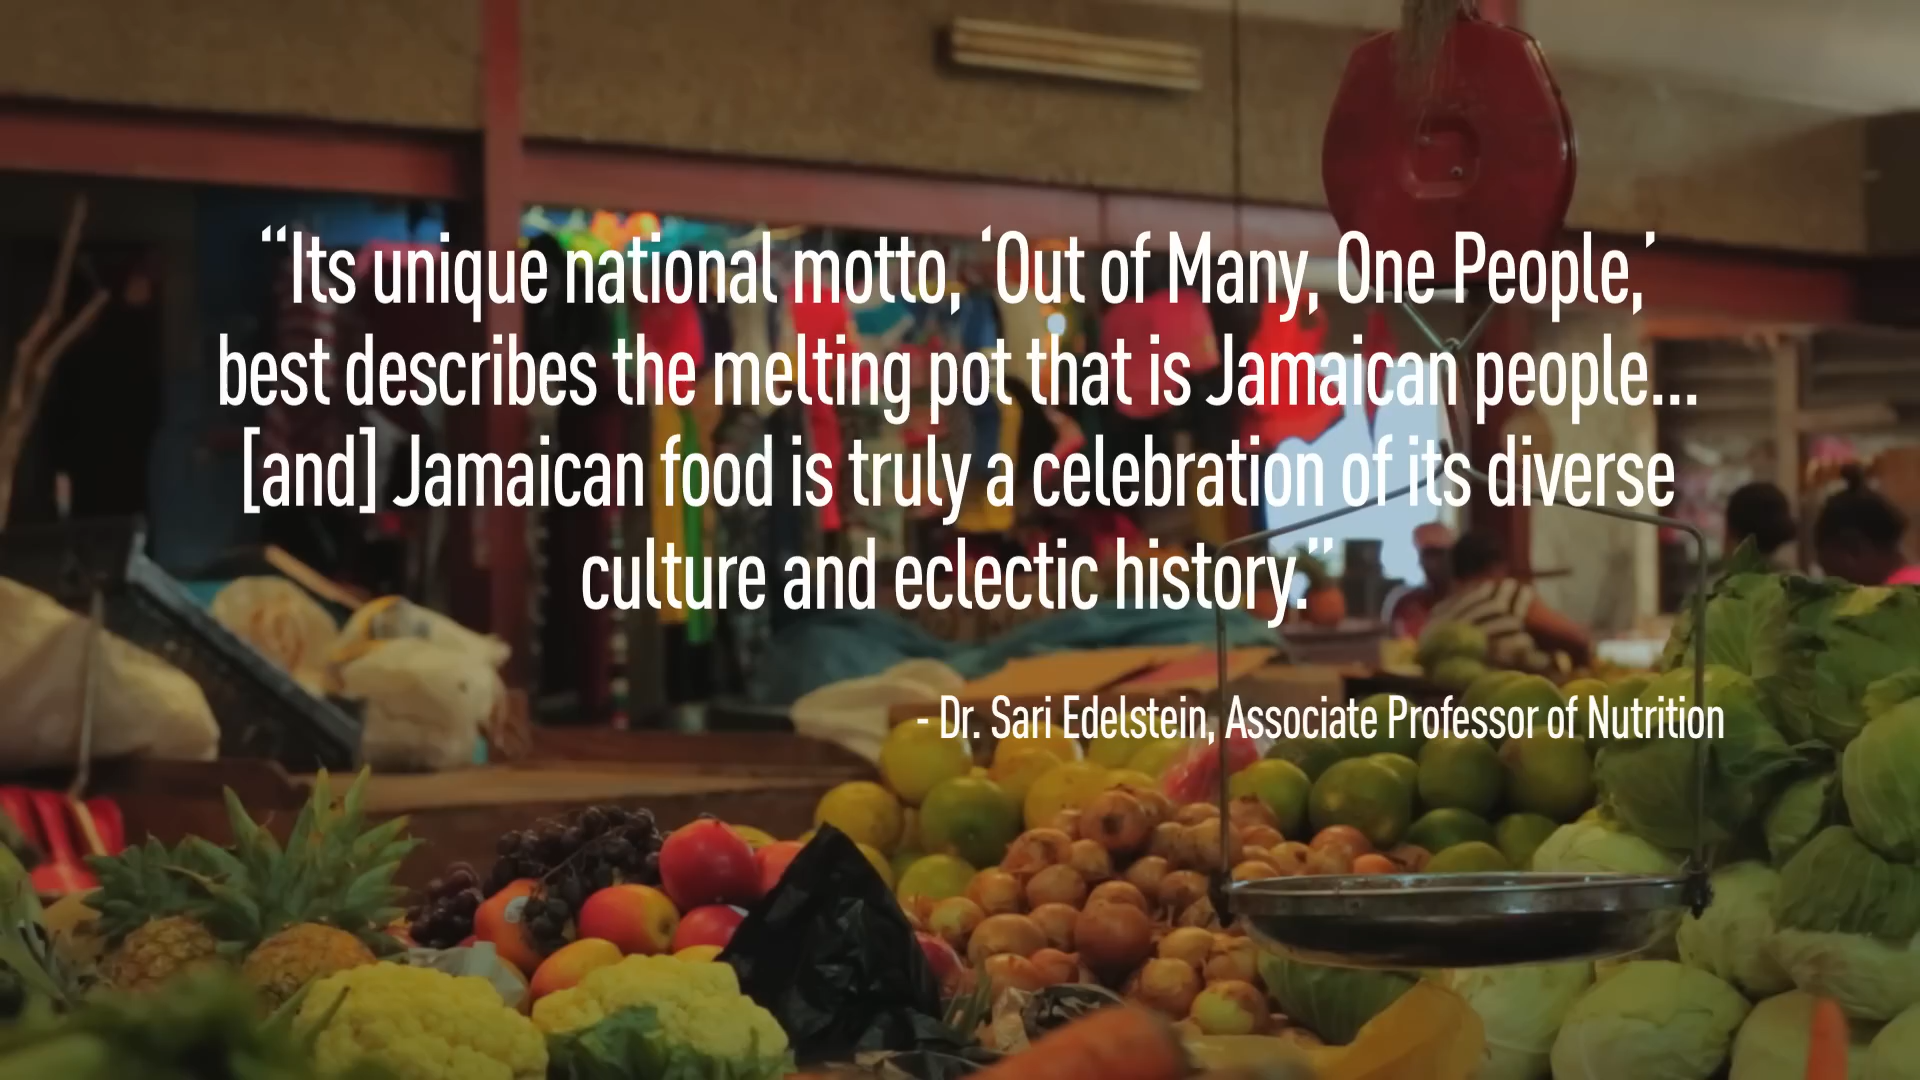 “Its unique national motto, ‘Out of Many, One People,’
best describes the melting pot that is Jamaican people...
[and] Jamaican food is truly a celebration of its diverse
culture and eclectic history.”
- Dr. Sari Edelstein, Associate Professor of Nutrition